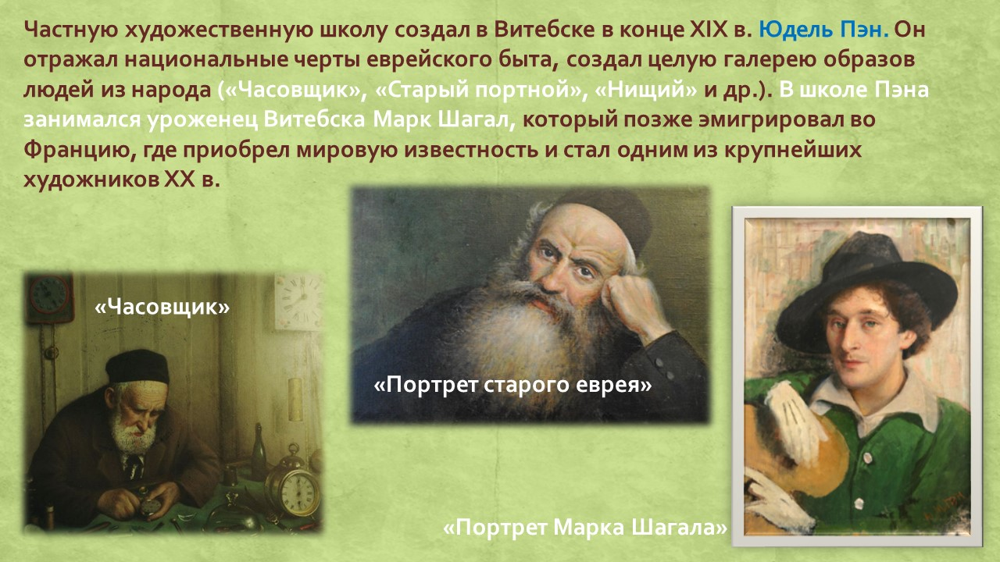 Частную художественную школу создал в Витебске в конце XIX в. Юдель Пэн. Он
отражал национальные черты еврейского быта, создал целую галерею образов
людей из народа («Часовщик», «Старый портной», «Нищий» и др.). В школе Пэна
занимался уроженец Витебска Марк Шагал, который позже эмигрировал во
Францию, где приобрел мировую известность и стал одним из крупнейших
художников XX в.
«Часовщик»
«Портрет старого еврея»
«Портрет Марка Шагала»